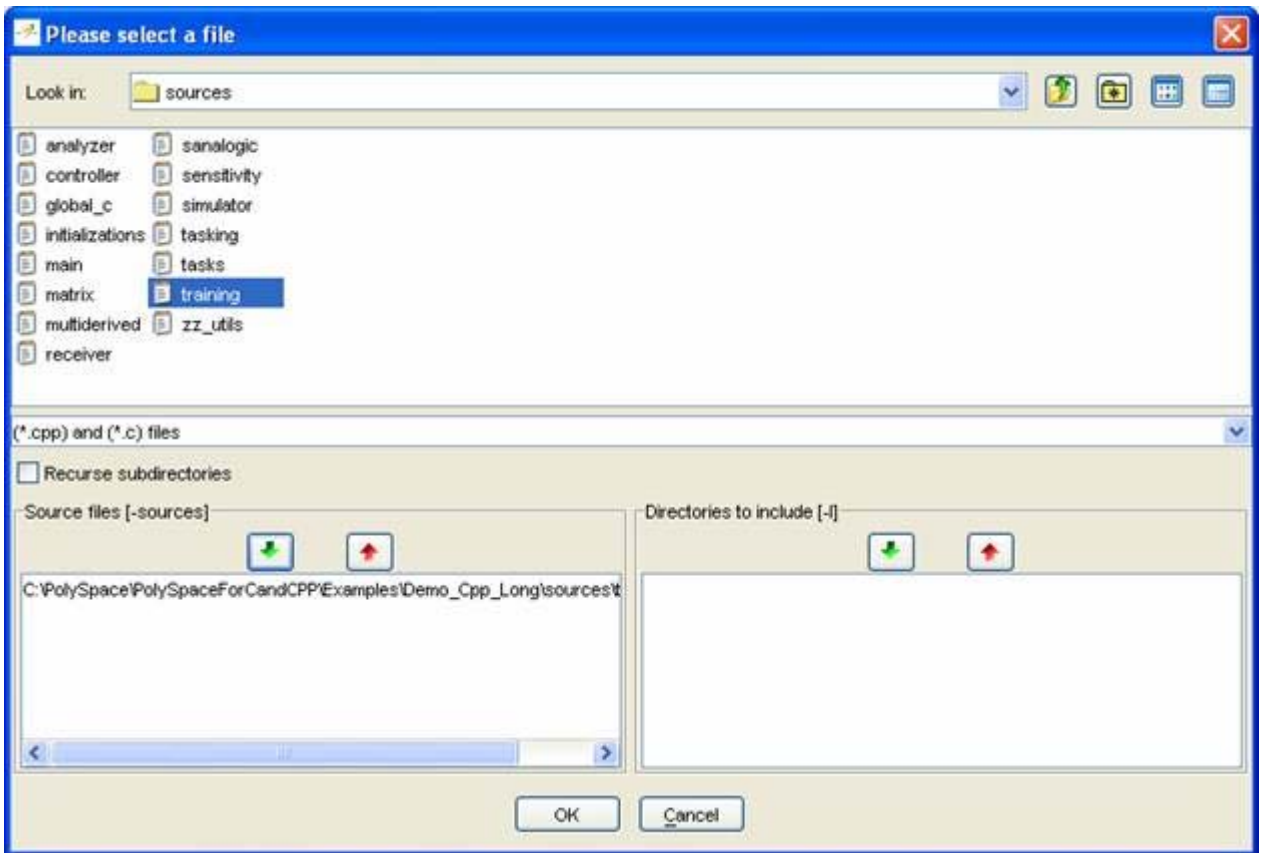 Please select a file
Look in: sources
analyzer sanalogic
controller sensitivity
global_c simulator
initializations tasking
main tasks
matrix training
multiderived zz_utils
receiver
(*.cpp) and (*.c) files
Recurse subdirectories
Source files [-sources] Directories to include [-I]
C:\PolySpace\PolySpaceForCandCPP\Examples\Demo_Cpp_Long\sources\t
OK Cancel